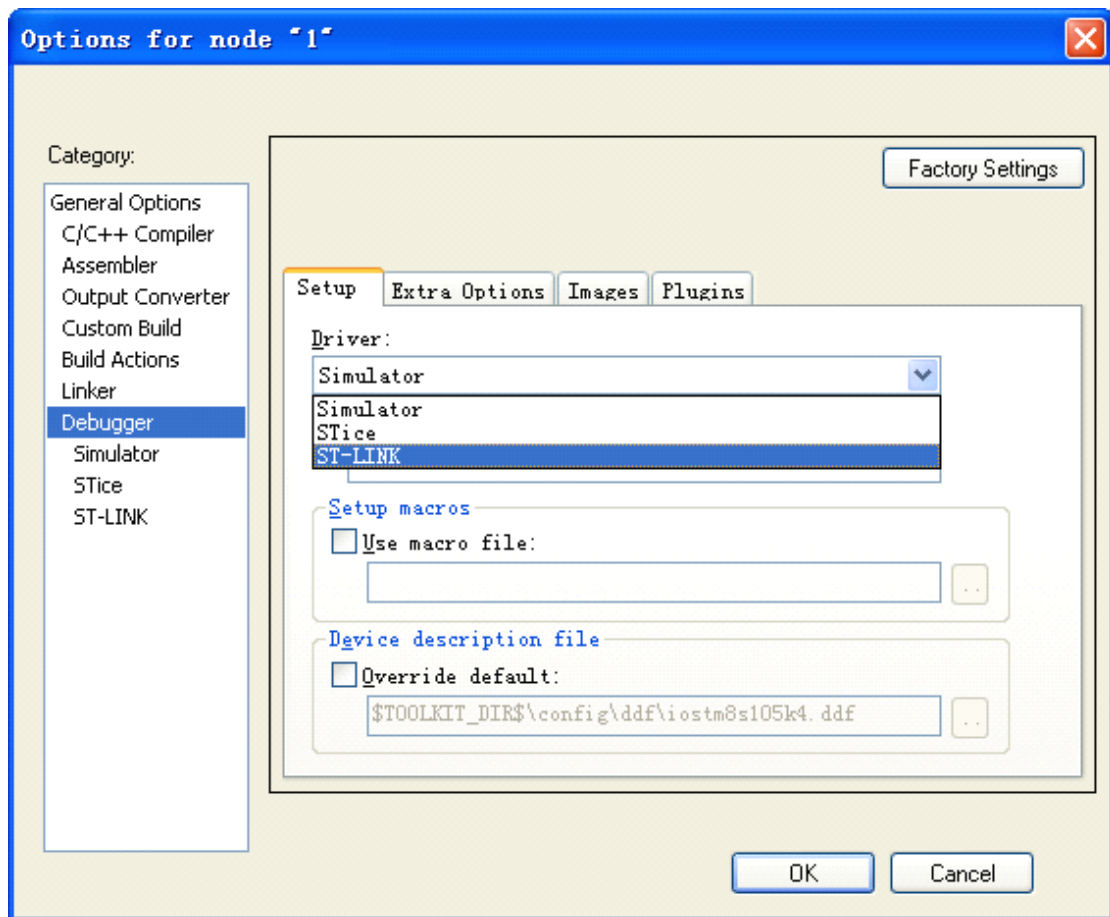 Options for node "1"
Category:
General Options
C/C++ Compiler
Assembler
Output Converter
Custom Build
Build Actions
Linker
Debugger
Simulator
STice
ST-LINK
Factory Settings
Setup
Extra Options
Images
Plugins
Driver:
Simulator
Simulator
STice
ST-LINK
Setup macros
Use macro file:
..
Device description file
Override default:
$TOOLKIT_DIR$\config\ddf\iostm8s105k4.ddf
..
OK
Cancel